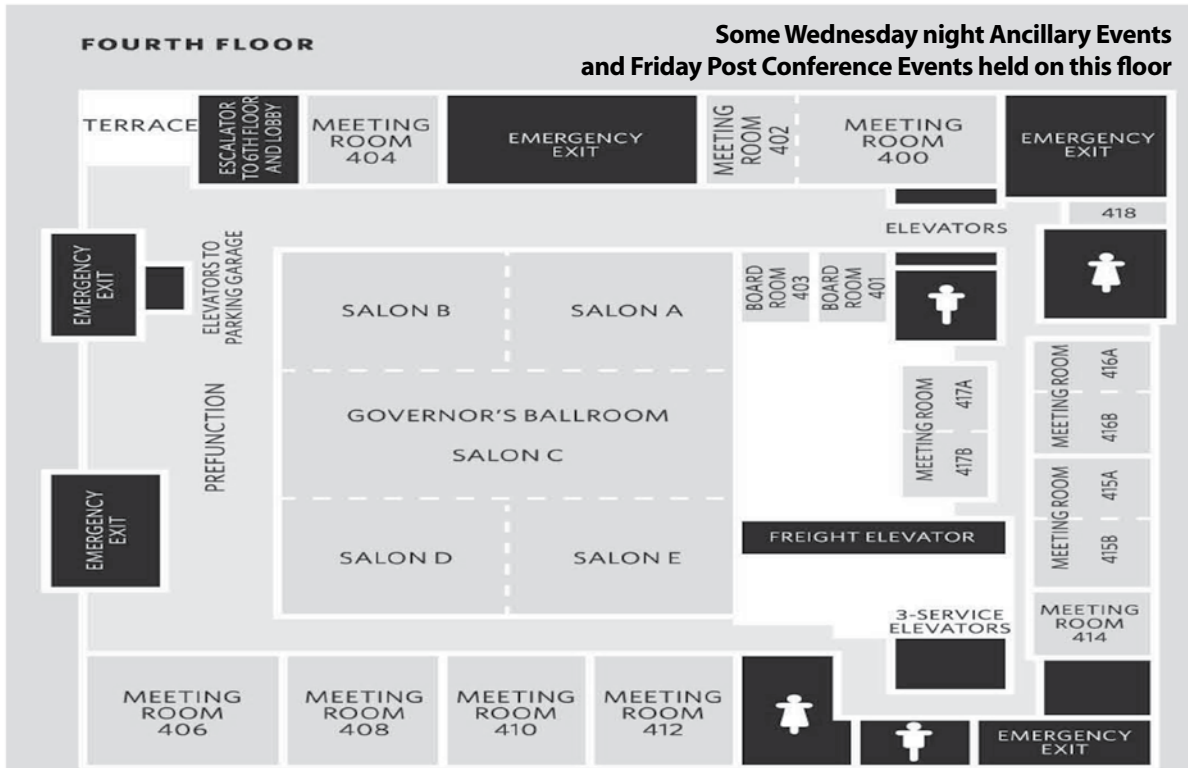 FOURTH FLOOR
Some Wednesday night Ancillary Events
and Friday Post Conference Events held on this floor
TERRACE
ESCALATOR
TO 6TH FLOOR
AND LOBBY
MEETING
ROOM
404
EMERGENCY
EXIT
MEETING
ROOM
402
MEETING
ROOM
400
EMERGENCY
EXIT
ELEVATORS
418
EMERGENCY
EXIT
ELEVATORS TO
PARKING GARAGE
SALON B
SALON A
BOARD
ROOM
403
BOARD
ROOM
401
PREFUNCTION
GOVERNOR'S BALLROOM
SALON C
MEETING ROOM
417A
417B
MEETING ROOM
416A
416B
MEETING ROOM
415A
415B
EMERGENCY
EXIT
SALON D
SALON E
FREIGHT ELEVATOR
3-SERVICE
ELEVATORS
MEETING
ROOM
414
MEETING
ROOM
406
MEETING
ROOM
408
MEETING
ROOM
410
MEETING
ROOM
412
EMERGENCY
EXIT